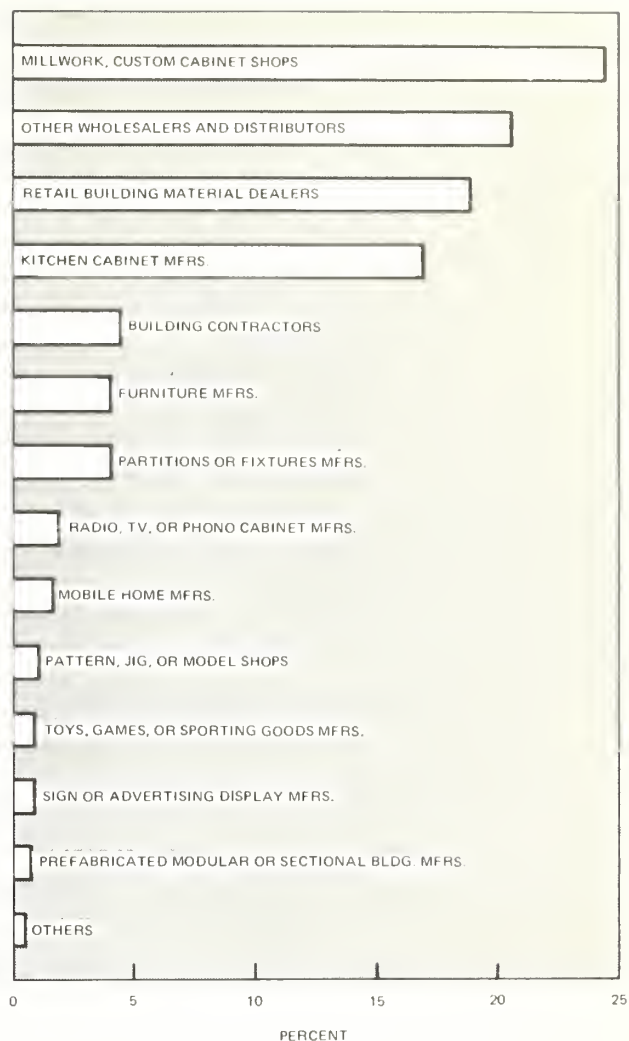 MILLWORK, CUSTOM CABINET SHOPS
OTHER WHOLESALERS AND DISTRIBUTORS
RETAIL BUILDING MATERIAL DEALERS
KITCHEN CABINET MFRS
BUILDING CONTRACTORS
FURNITURE MFRS.
PARTITIONS OR FIXTURES MFRS.
RADIO, TV, OR PHONO CABINET MFRS.
MOBILE HOME MFRS.
PATTERN, JIG, OR MODEL SHOPS
TOYS, GAMES, OR SPORTING GOODS MFRS.
SIGN OR ADVERTISING DISPLAY MFRS.
PREFABRICATED MODULAR OR SECTIONAL BLDG. MFRS.
OTHERS
0 5 10 15 20 25
PERCENT